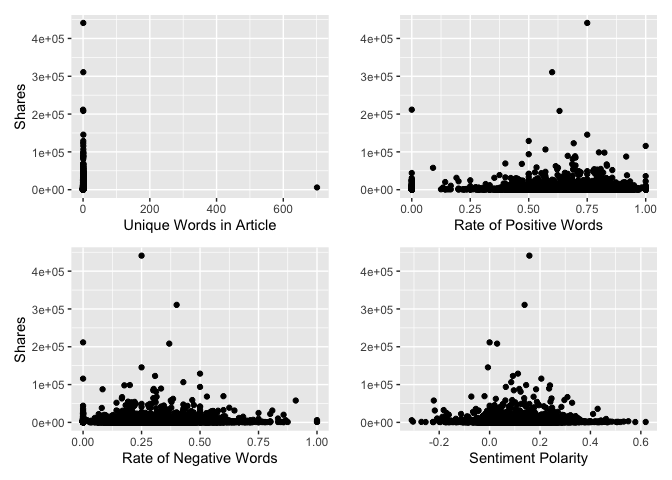 4e+05
3e+05
2e+05
1e+05
0e+00
Shares
0 200 400 600
Unique Words in Article
4e+05
3e+05
2e+05
1e+05
0e+00
0.00 0.25 0.50 0.75 1.00
Rate of Positive Words
4e+05
3e+05
2e+05
1e+05
0e+00
Shares
0.00 0.25 0.50 0.75 1.00
Rate of Negative Words
4e+05
3e+05
2e+05
1e+05
0e+00
-0.2 0.0 0.2 0.4 0.6
Sentiment Polarity